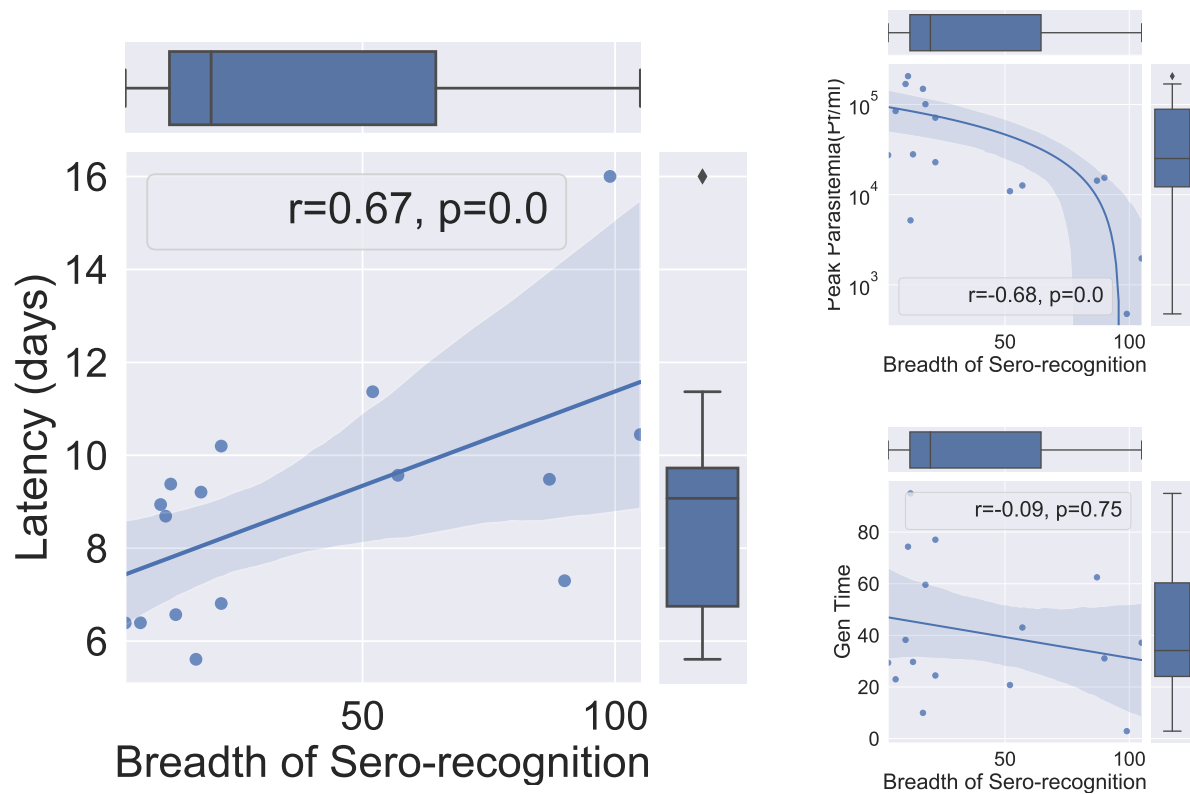 r=0.67, p=0.0
Latency (days)
16
14
12
10
8
6
50 100
Breadth of Sero-recognition
Peak Parasitemia(Pf/ml)
10^5
10^4
10^3
r=-0.68, p=0.0
50 100
Breadth of Sero-recognition
Gen Time
r=-0.09, p=0.75
80
60
40
20
0
50 100
Breadth of Sero-recognition